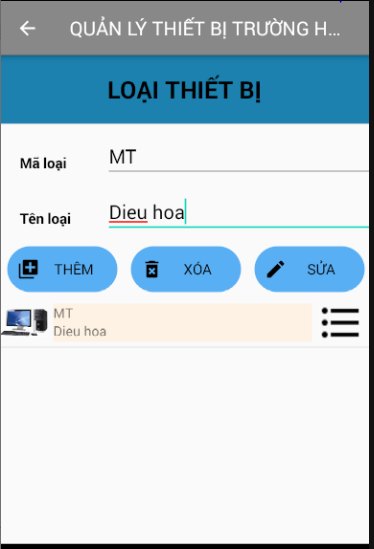 QUẢN LÝ THIẾT BỊ TRƯỜNG H...
LOẠI THIẾT BỊ
Mã loại MT
Tên loại Dieu hoa
THÊM XÓA SỬA
MT
Dieu hoa